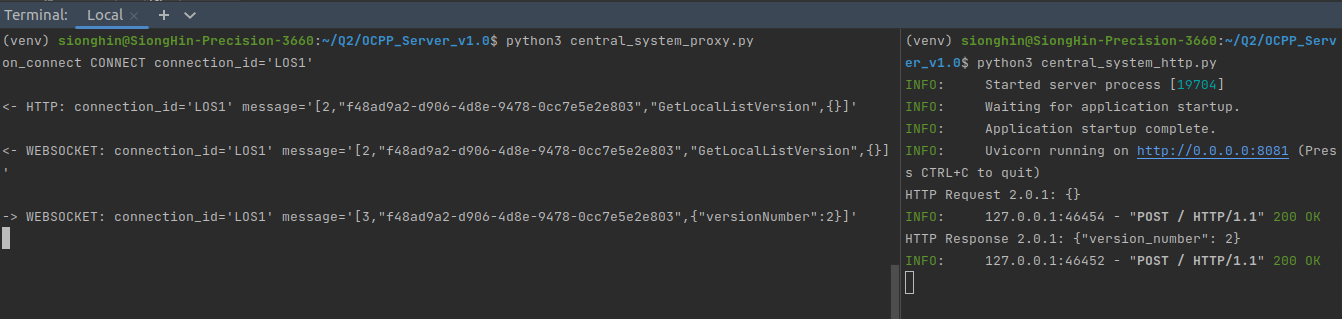 Terminal: Local × + ⌄
(venv) sionghin@SiongHin-Precision-3660:~/Q2/OCPP_Server_v1.0$ python3 central_system_proxy.py
on_connect CONNECT connection_id='LOS1'
<- HTTP: connection_id='LOS1' message='[2,"f48ad9a2-d906-4d8e-9478-0cc7e5e2e803","GetLocalListVersion",{}]'
<- WEBSOCKET: connection_id='LOS1' message='[2,"f48ad9a2-d906-4d8e-9478-0cc7e5e2e803","GetLocalListVersion",{}]
'
-> WEBSOCKET: connection_id='LOS1' message='[3,"f48ad9a2-d906-4d8e-9478-0cc7e5e2e803",{"versionNumber":2}]'
(venv) sionghin@SiongHin-Precision-3660:~/Q2/OCPP_Serv
er_v1.0$ python3 central_system_http.py
INFO:     Started server process [19704]
INFO:     Waiting for application startup.
INFO:     Application startup complete.
INFO:     Uvicorn running on http://0.0.0.0:8081 (Pres
s CTRL+C to quit)
HTTP Request 2.0.1: {}
INFO:     127.0.0.1:46454 - "POST / HTTP/1.1" 200 OK
HTTP Response 2.0.1: {"version_number": 2}
INFO:     127.0.0.1:46452 - "POST / HTTP/1.1" 200 OK